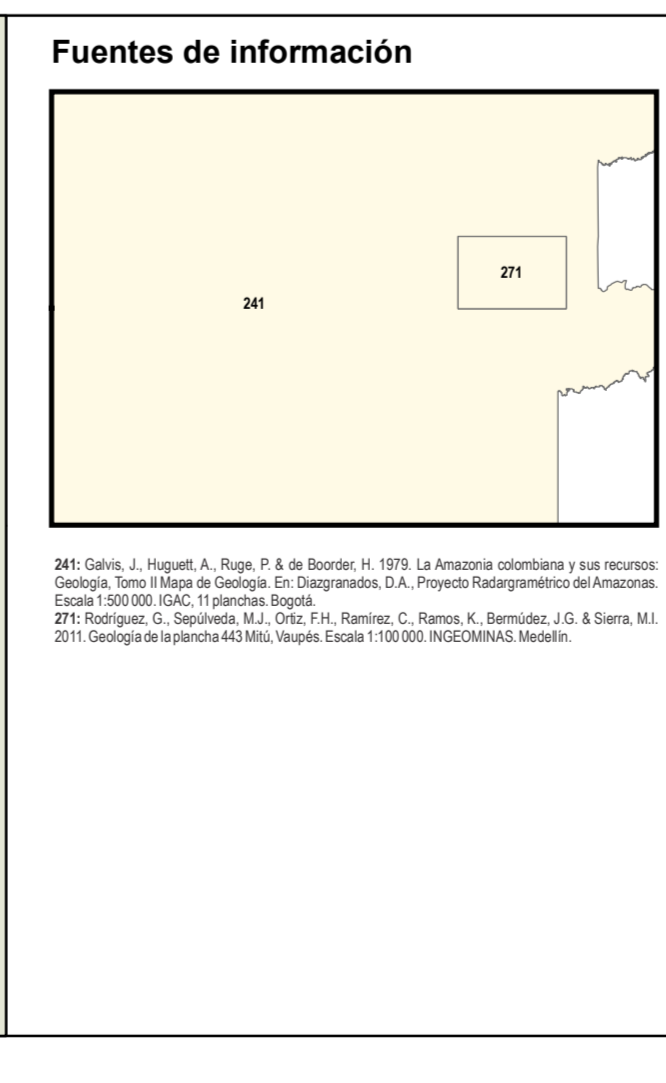 Fuentes de información
271
241
241: Galvis, J., Huguett, A., Ruge, P. & de Boorder, H. 1979. La Amazonia colombiana y sus recursos:
Geología, Tomo II Mapa de Geología. En: Diazgranados, D.A., Proyecto Radargramétrico del Amazonas.
Escala 1:500 000. IGAC, 11 planchas. Bogotá.
271: Rodríguez, G., Sepúlveda, M.J., Ortiz, F.H., Ramírez, C., Ramos, K., Bermúdez, J.G. & Sierra, M.I.
2011. Geología de la plancha 443 Mitú, Vaupés. Escala 1:100 000. INGEOMINAS. Medellín.